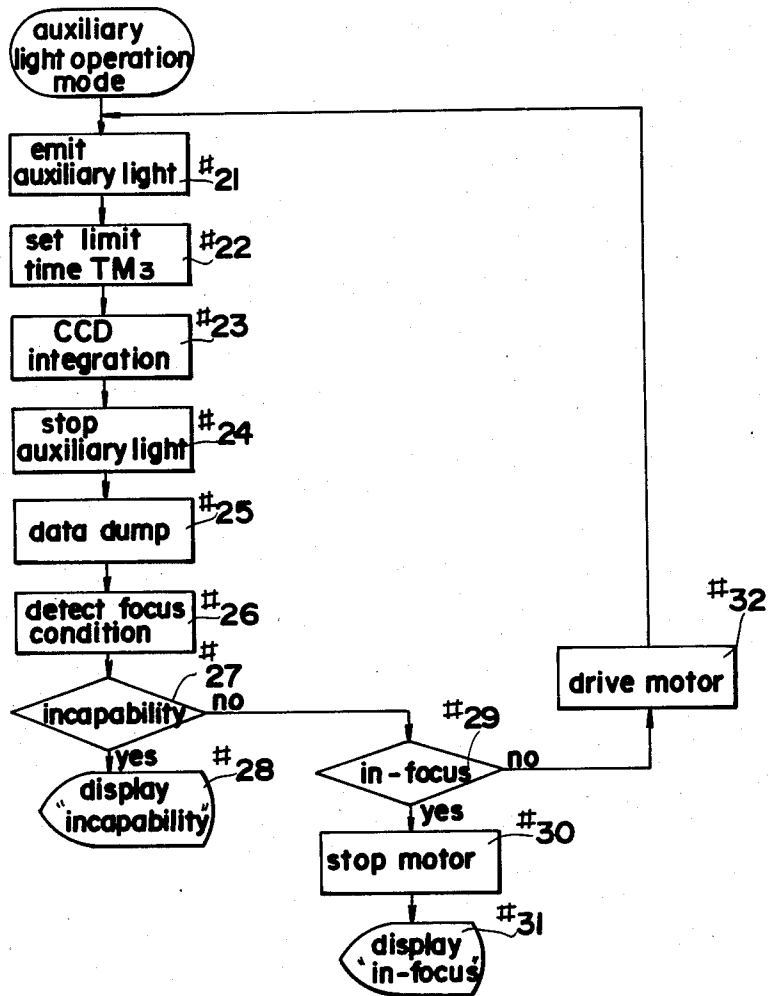 auxiliary
light operation
mode
emit
auxiliary light
#21
set limit
time TM3
#22
CCD
integration
#23
stop
auxiliary light
#24
data dump
#25
detect focus
condition
#26
incapability
#27
no
yes
display
"incapability"
#28
in-focus
#29
no
yes
stop motor
#30
display
"in-focus"
#31
drive motor
#32